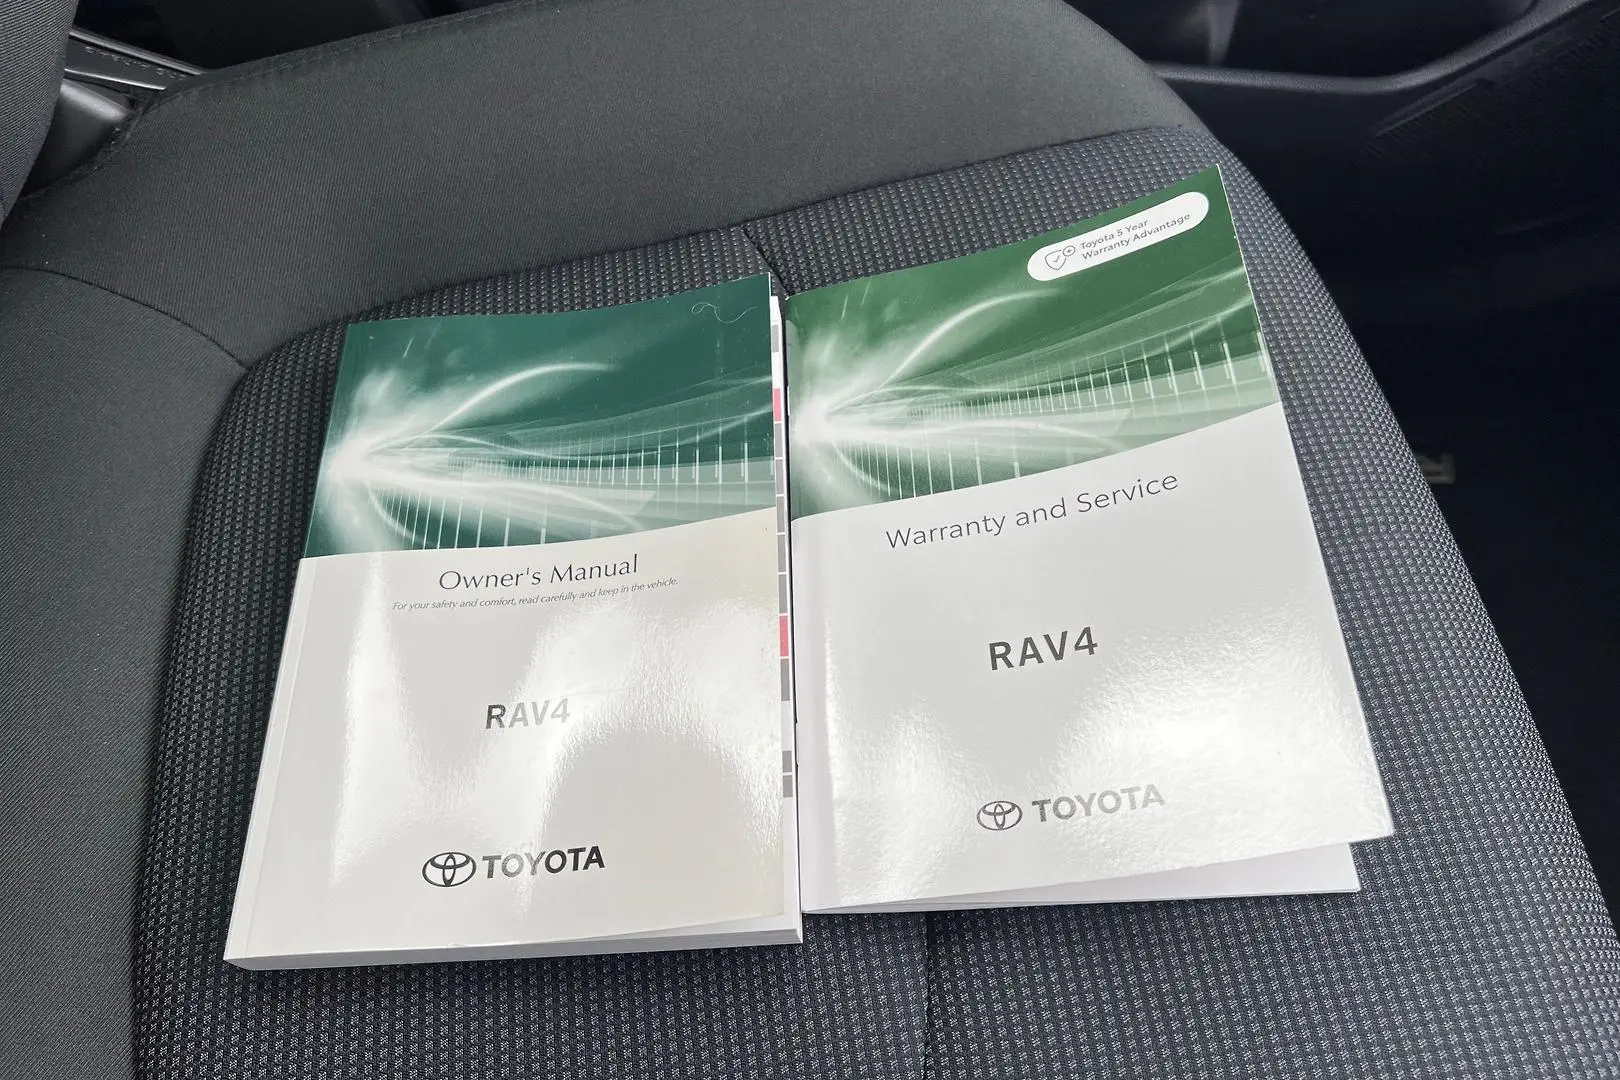 Owner's Manual
For your safety and comfort, read carefully and keep in the vehicle.
RAV4
TOYOTA
Toyota 5 Year
Warranty Advantage
Warranty and Service
RAV4
TOYOTA